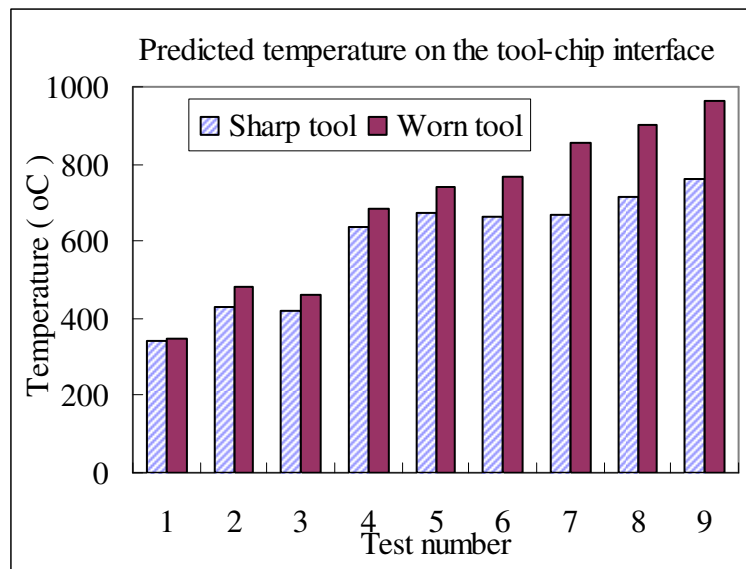 Predicted temperature on the tool-chip interface
1000
Sharp tool Worn tool
800
600
400
200
0
Temperature ( oC )
1 2 3 4 5 6 7 8 9
Test number